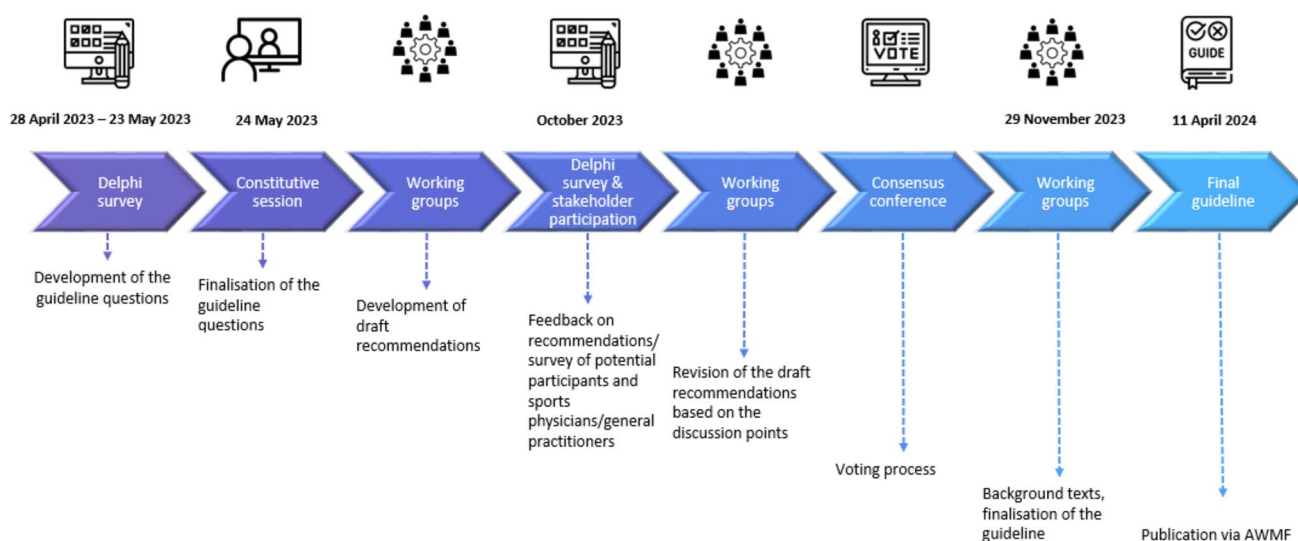 VOTE
GUIDE
28 April 2023 – 23 May 2023
24 May 2023
October 2023
29 November 2023
11 April 2024
Delphi
survey
Constitutive
session
Working
groups
Delphi
survey &
stakeholder
participation
Working
groups
Consensus
conference
Working
groups
Final
guideline
Development of the
guideline questions
Finalisation of the
guideline
questions
Development of
draft
recommendations
Feedback on
recommendations/
survey of potential
participants and
sports
physicians/general
practitioners
Revision of the draft
recommendations
based on the
discussion points
Voting process
Background texts,
finalisation of the
guideline
Publication via AWMF